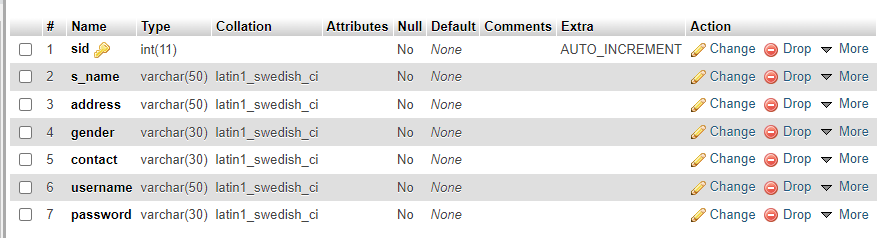 # Name Type Collation Attributes Null Default Comments Extra Action
1 sid int(11) No None AUTO_INCREMENT Change Drop More
2 s_name varchar(50) latin1_swedish_ci No None Change Drop More
3 address varchar(50) latin1_swedish_ci No None Change Drop More
4 gender varchar(30) latin1_swedish_ci No None Change Drop More
5 contact varchar(30) latin1_swedish_ci No None Change Drop More
6 username varchar(50) latin1_swedish_ci No None Change Drop More
7 password varchar(30) latin1_swedish_ci No None Change Drop More